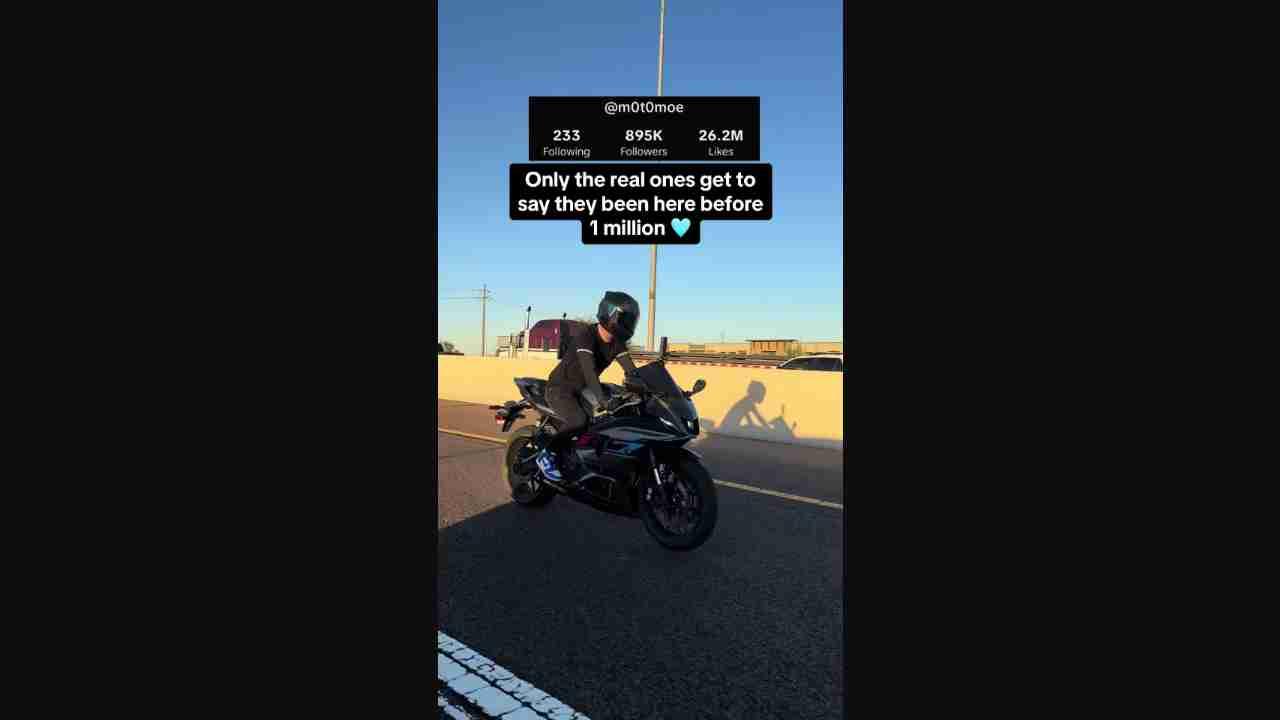 @m0t0moe
233 895K 26.2M
Following Followers Likes
Only the real ones get to
say they been here before
1 million 🩵